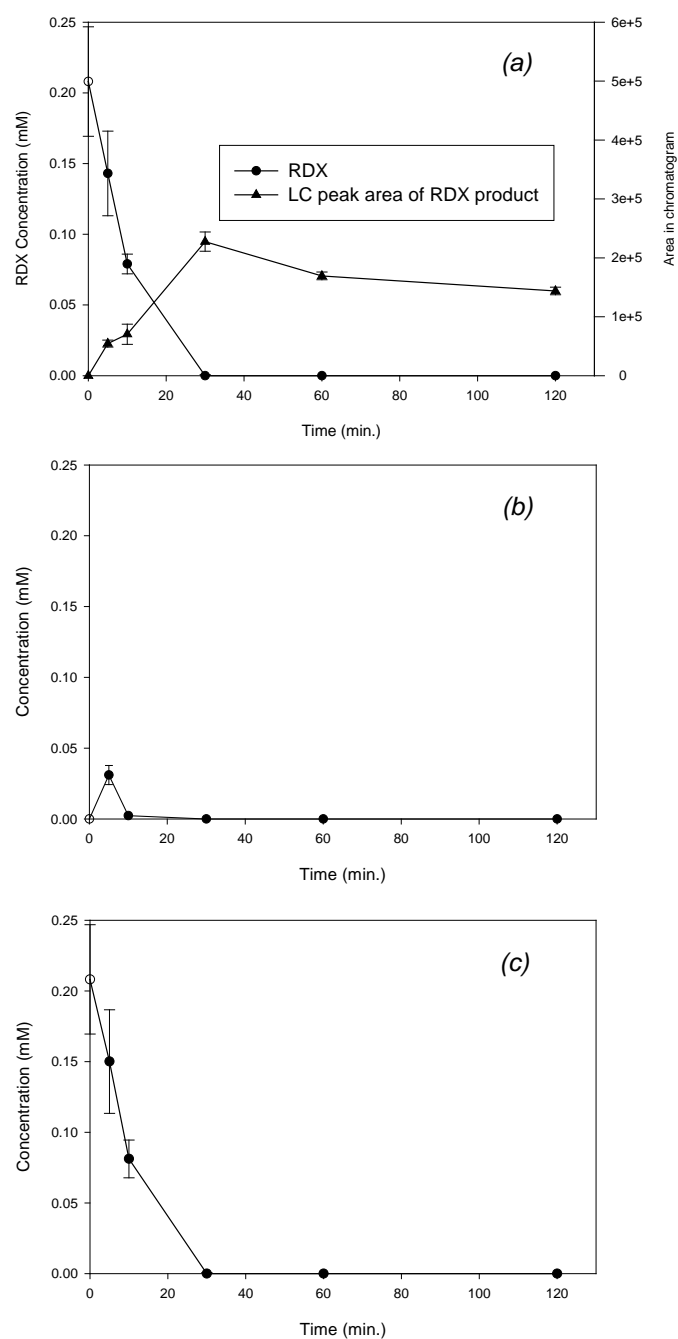 (a)
RDX Concentration (mM)
0.25
0.20
0.15
0.10
0.05
0.00
RDX
LC peak area of RDX product
Area in chromatogram
6e+5
5e+5
4e+5
3e+5
2e+5
1e+5
0
0 20 40 60 80 100 120
Time (min.)
(b)
Concentration (mM)
0.25
0.20
0.15
0.10
0.05
0.00
0 20 40 60 80 100 120
Time (min.)
(c)
Concentration (mM)
0.25
0.20
0.15
0.10
0.05
0.00
0 20 40 60 80 100 120
Time (min.)